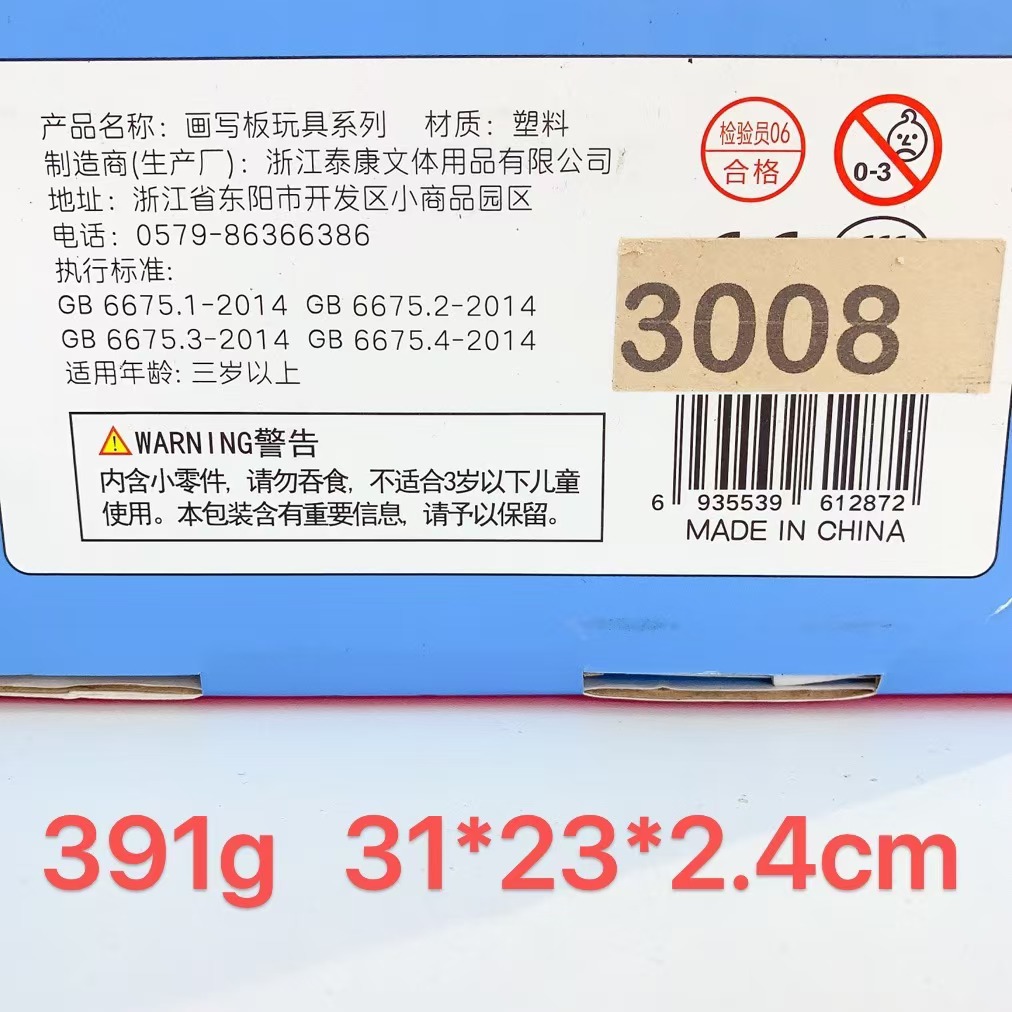 产品名称：画写板玩具系列 材质：塑料
制造商(生产厂)：浙江泰康文体用品有限公司
地址：浙江省东阳市开发区小商品园区
电话：0579-86366386
执行标准:
GB 6675.1-2014 GB 6675.2-2014
GB 6675.3-2014 GB 6675.4-2014
适用年龄: 三岁以上
WARNING警告
内含小零件, 请勿吞食, 不适合3岁以下儿童
使用。本包装含有重要信息, 请予以保留。
检验员06
合格
0-3
3008
6 935539 612872
MADE IN CHINA
391g 31*23*2.4cm